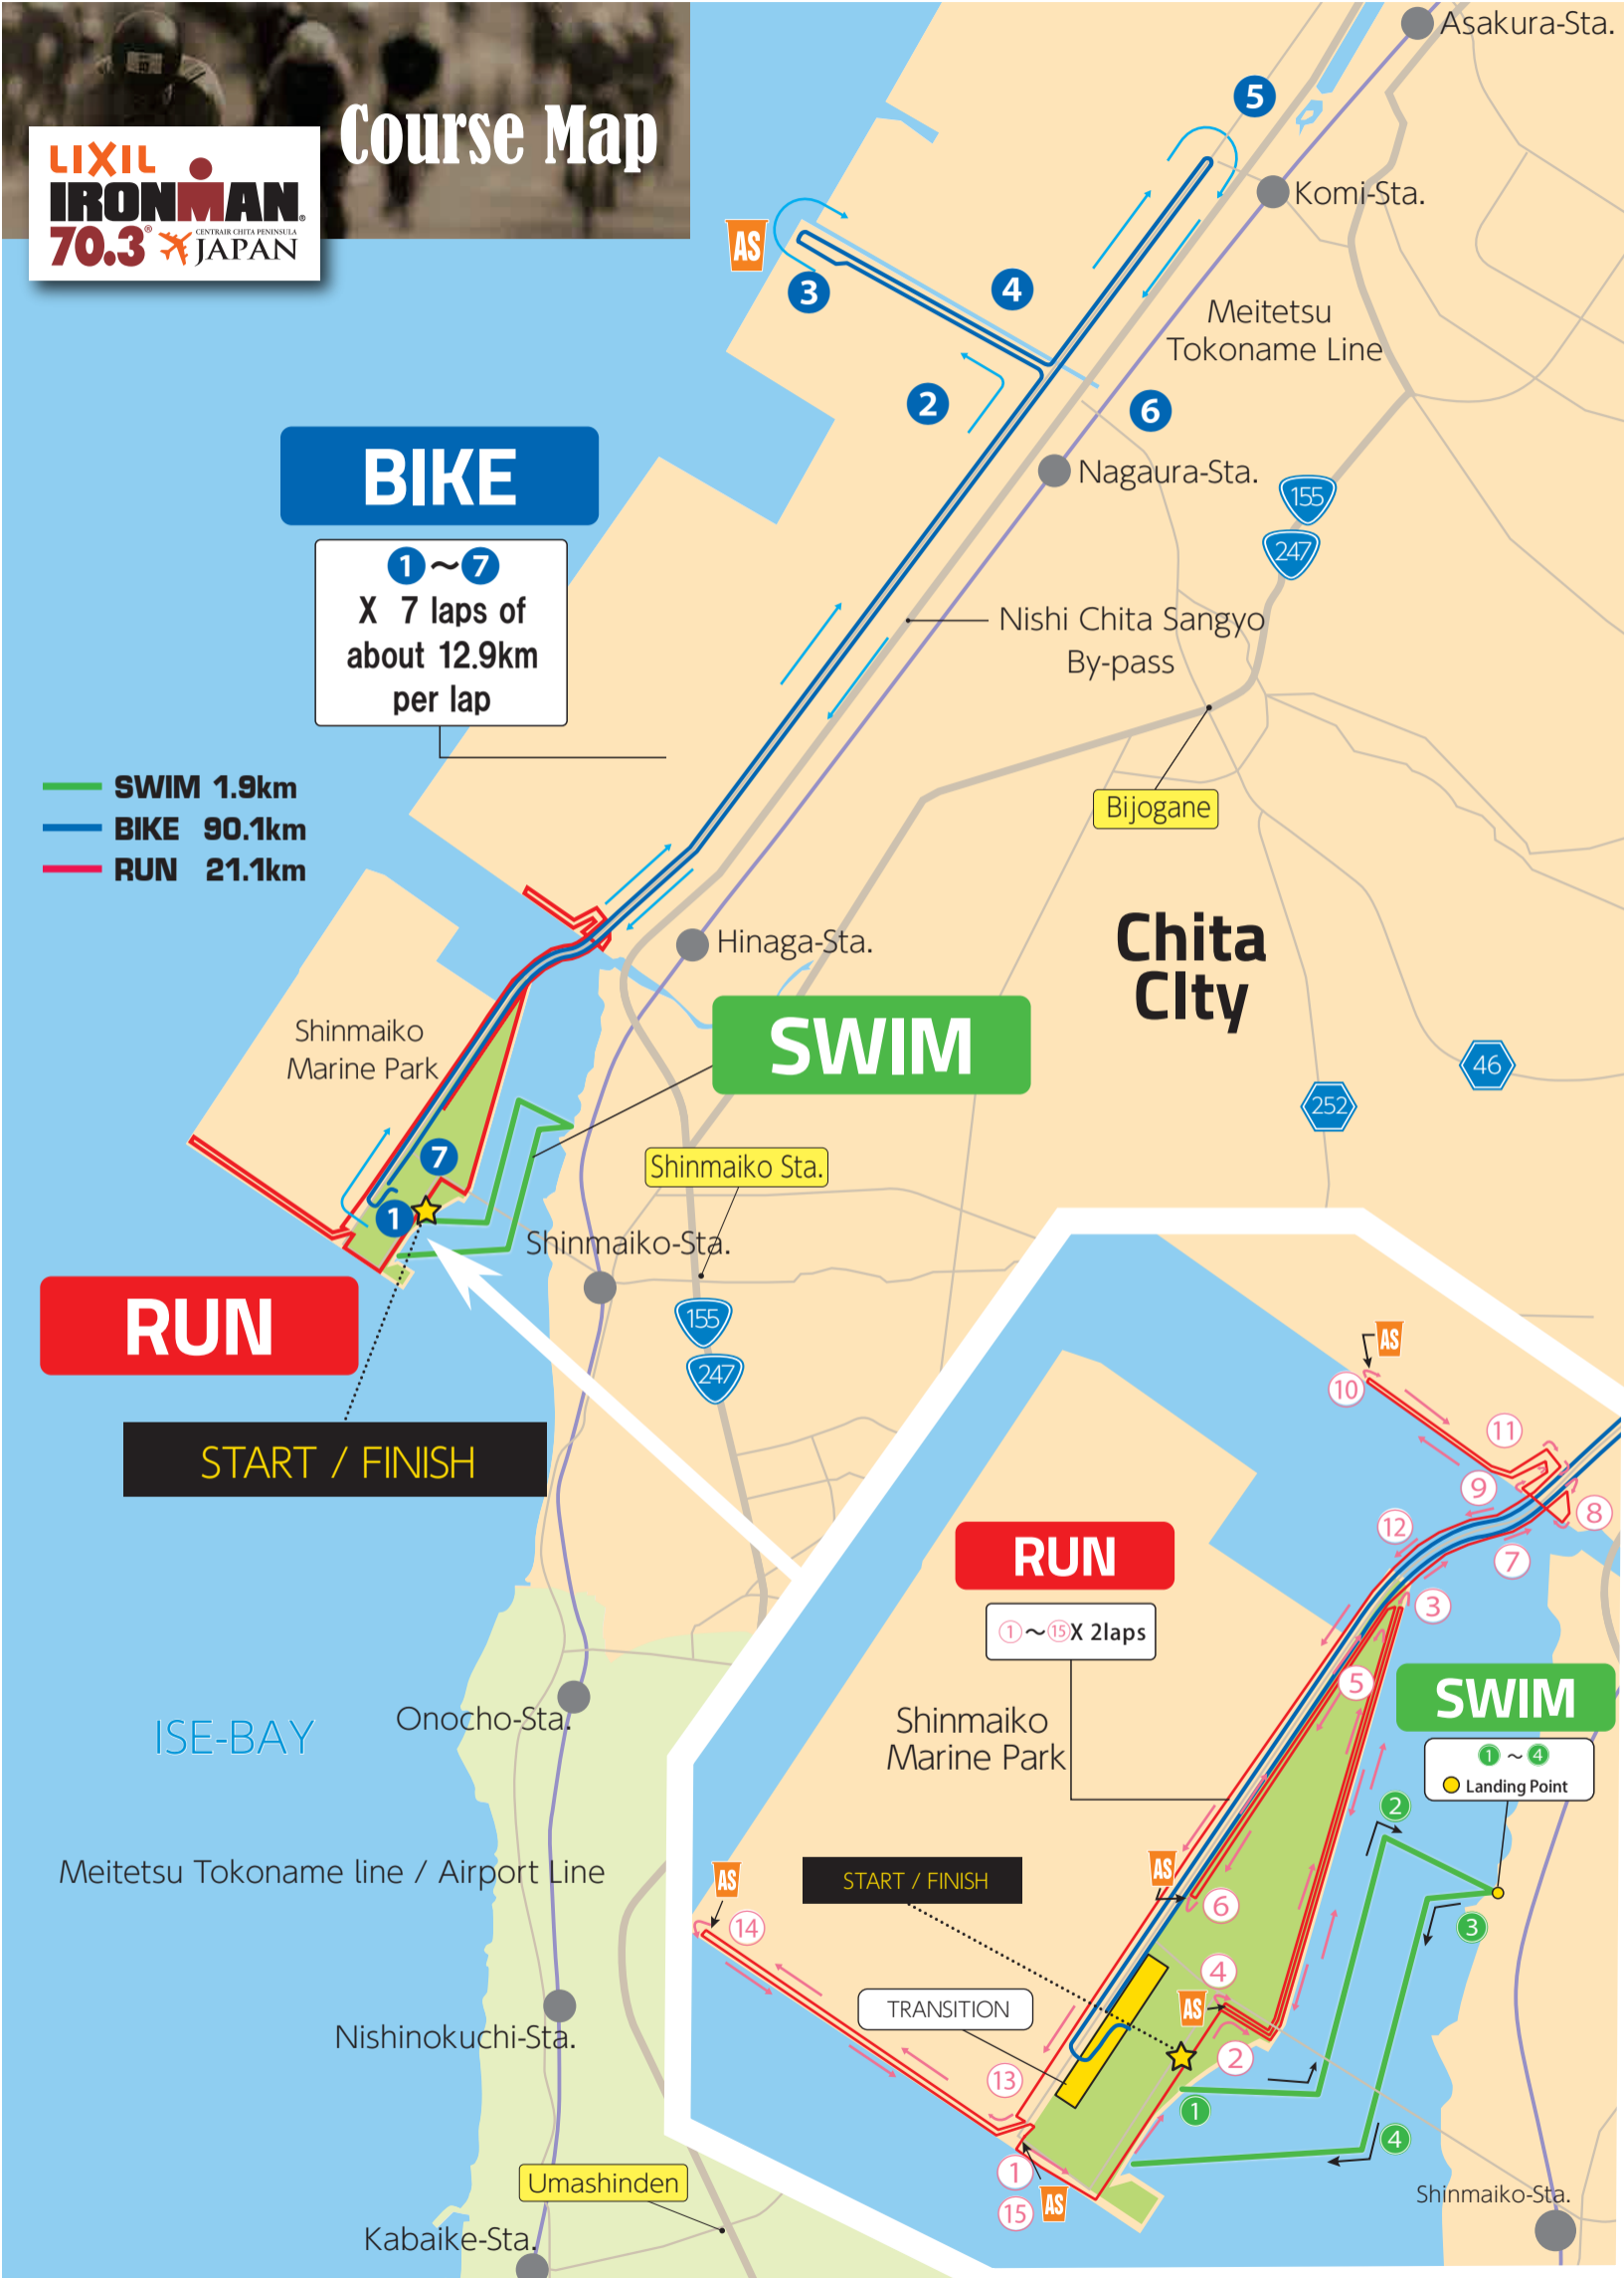 Course Map
LIXIL
IRONMAN®
70.3®
CENTRAIR CHITA PENINSULA
JAPAN
Asakura-Sta.
5
Komi-Sta.
AS
3
4
Meitetsu
Tokoname Line
2
6
Nagaura-Sta.
155
247
BIKE
1～7
X 7 laps of
about 12.9km
per lap
Nishi Chita Sangyo
By-pass
SWIM 1.9km
BIKE 90.1km
RUN 21.1km
Bijogane
Hinaga-Sta.
Chita
CIty
Shinmaiko
Marine Park
SWIM
46
252
7
1
Shinmaiko Sta.
Shinmaiko-Sta.
RUN
155
247
START / FINISH
AS
10
11
9
8
12
7
RUN
3
1～15X 2laps
5
SWIM
1～4
Landing Point
Onocho-Sta.
ISE-BAY
Shinmaiko
Marine Park
2
Meitetsu Tokoname line / Airport Line
AS
14
START / FINISH
AS
6
3
4
AS
TRANSITION
2
Nishinokuchi-Sta.
13
1
4
1
15
AS
Umashinden
Shinmaiko-Sta.
Kabaike-Sta.